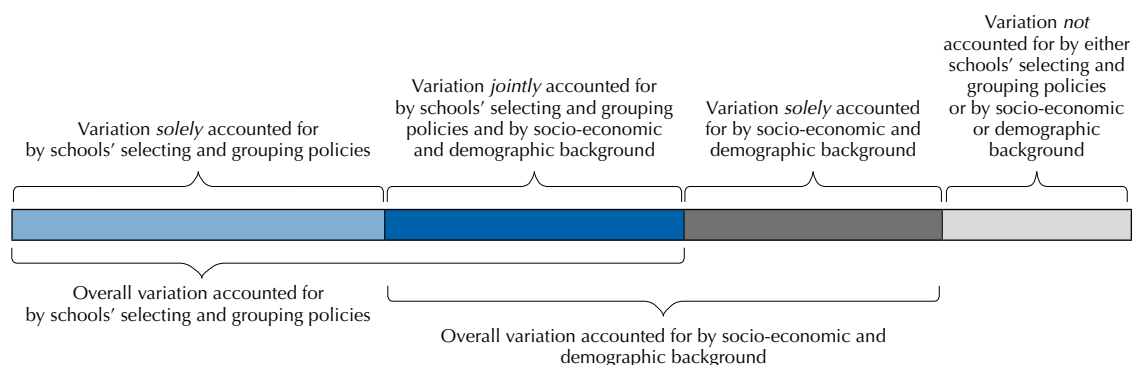 Variation solely accounted for
by schools' selecting and grouping policies
Variation jointly accounted for
by schools' selecting and grouping
policies and by socio-economic
and demographic background
Variation solely accounted
for by socio-economic and
demographic background
Variation not
accounted for by either
schools' selecting and
grouping policies
or by socio-economic
or demographic
background
Overall variation accounted for
by schools' selecting and grouping policies
Overall variation accounted for by socio-economic and
demographic background